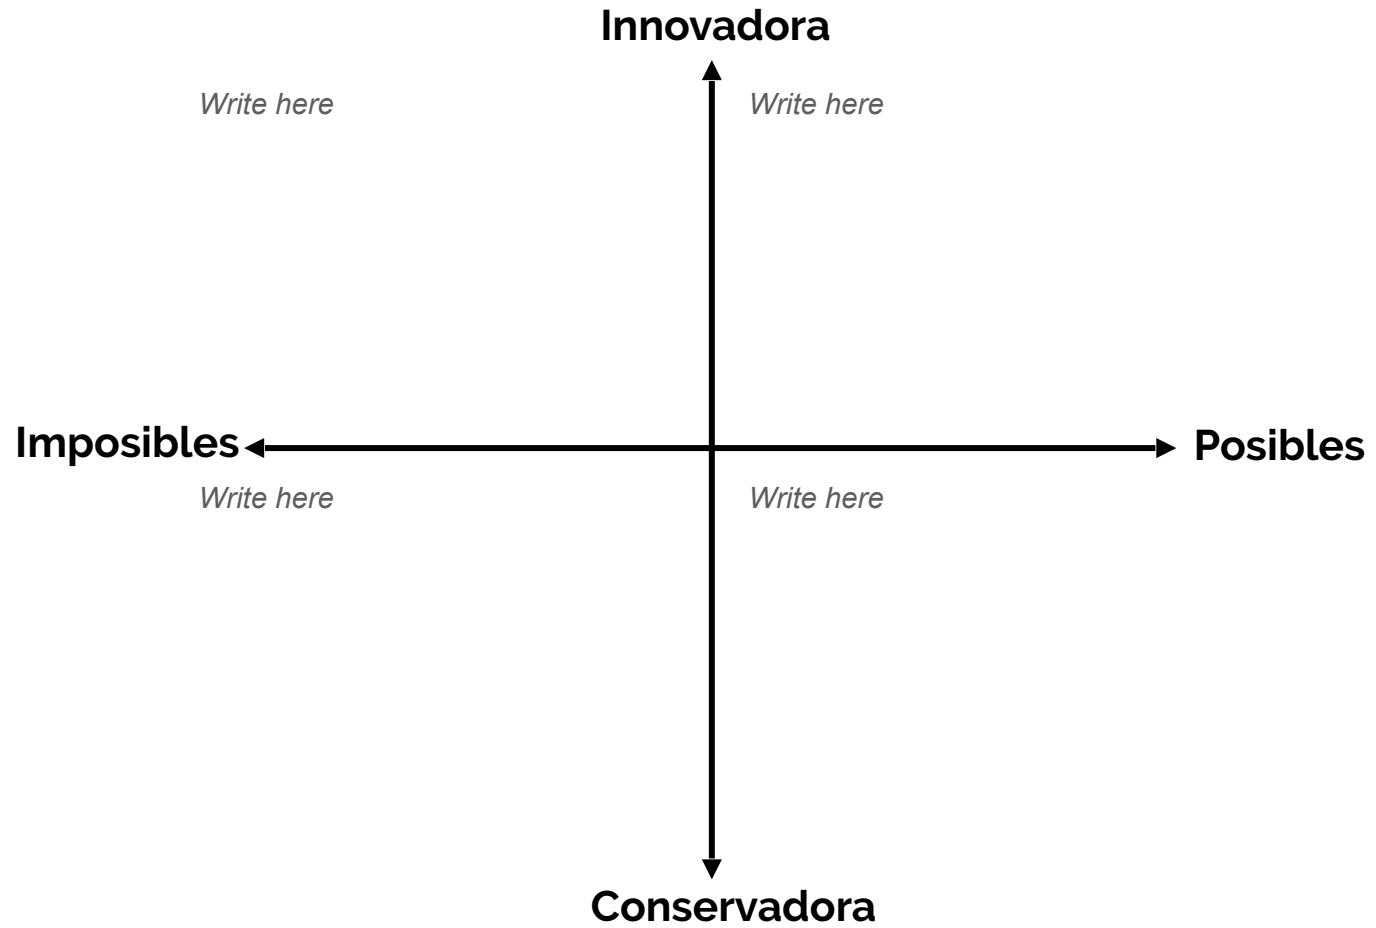 Innovadora
Write here
Write here
Imposibles
Posibles
Write here
Write here
Conservadora